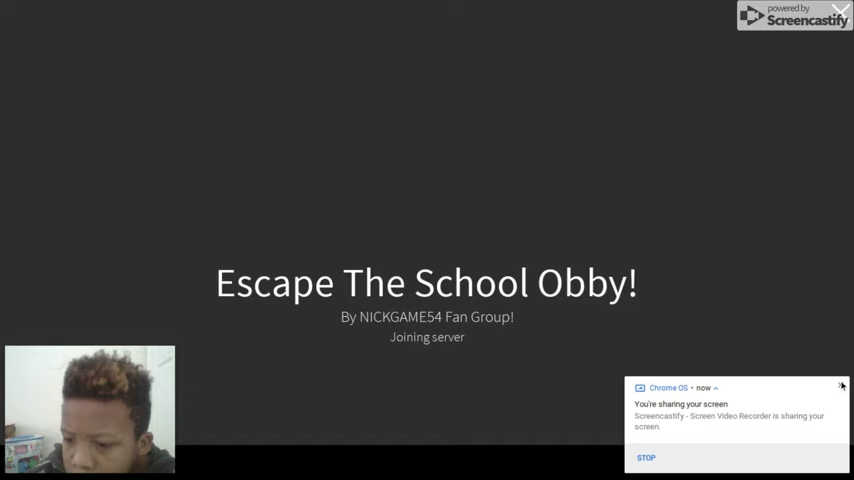 powered by
Screencastify
Escape The School Obby!
By NICKGAME54 Fan Group!
Joining server
Chrome OS • now
You're sharing your screen
Screencastify - Screen Video Recorder is sharing your
screen.
STOP